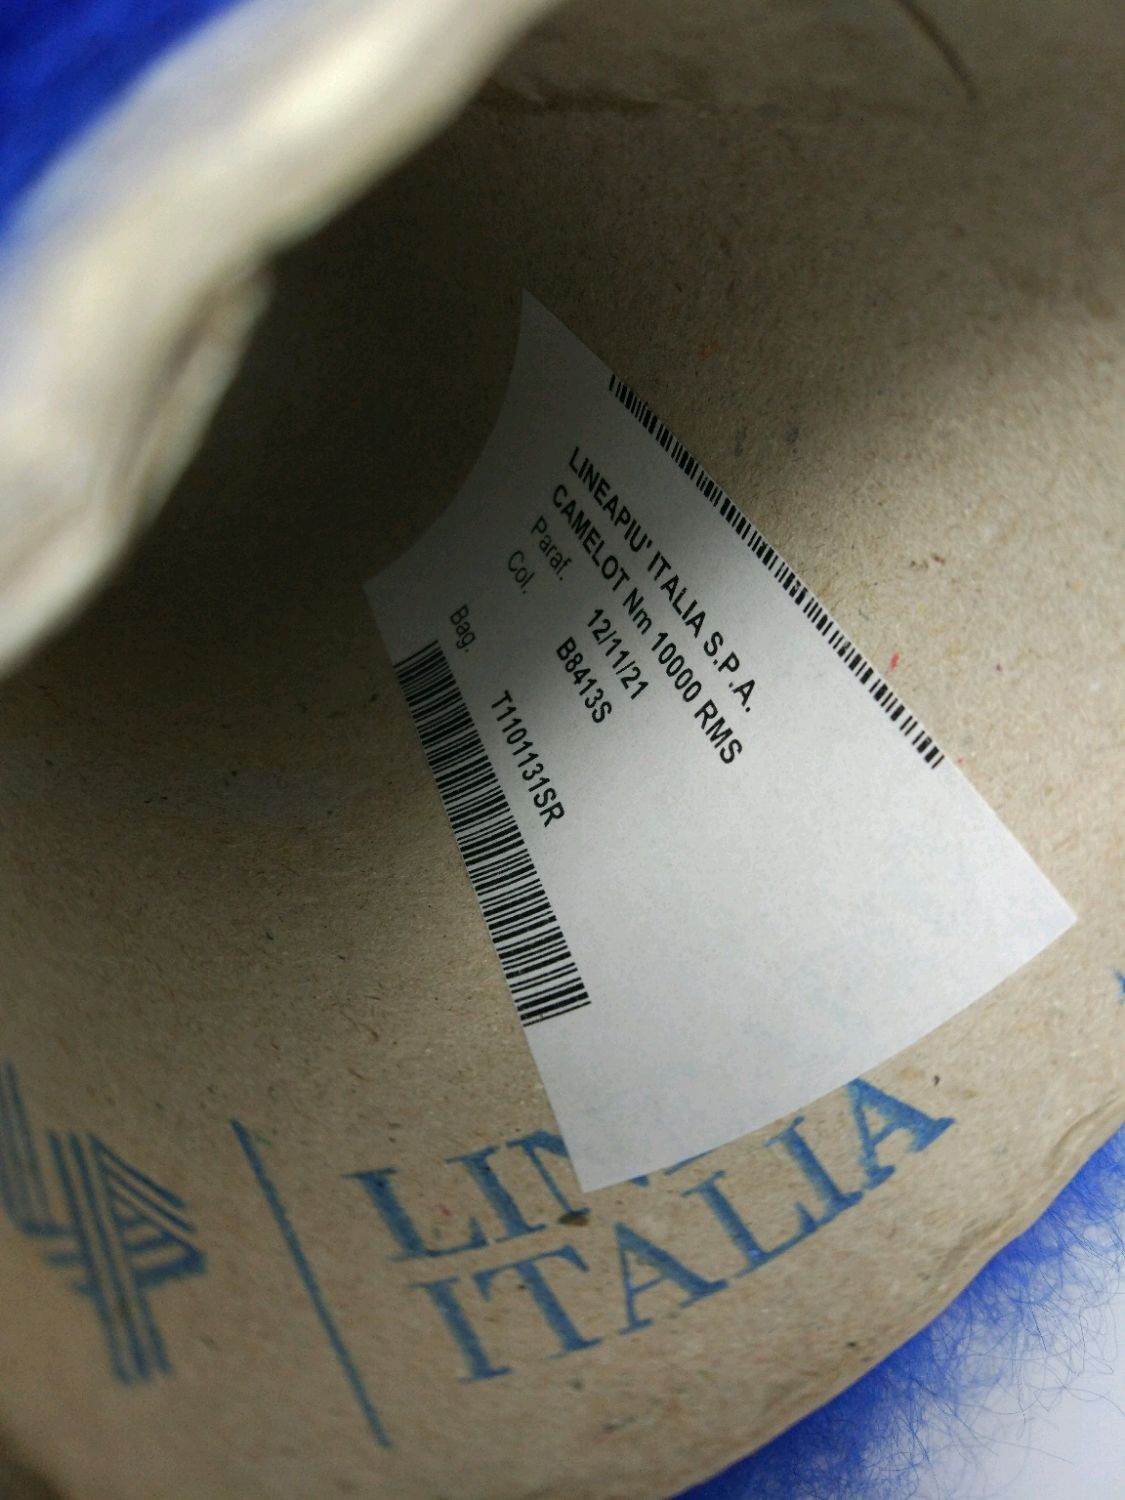 LINEAPIU' ITALIA S.P.A.
CAMELOT Nm 10000 RMS
Paraf. 12/11/21
Col. B8413S
Bag. T1101131SR
ITALIA